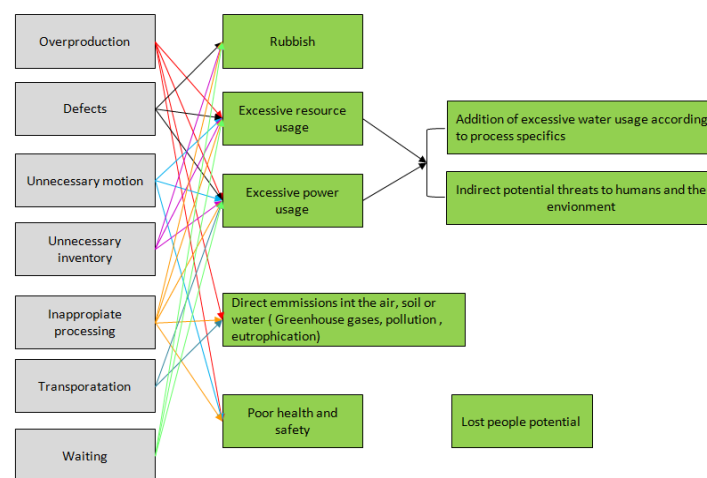 Overproduction
Rubbish
Defects
Excessive resource
usage
Addition of excessive water usage according
to process specifics
Unnecessary motion
Excessive power
usage
Indirect potential threats to humans and the
envionment
Unnecessary
inventory
Inappropiate
processing
Direct emmissions int the air, soil or
water ( Greenhouse gases, pollution ,
eutrophication)
Transporatation
Poor health and
safety
Lost people potential
Waiting